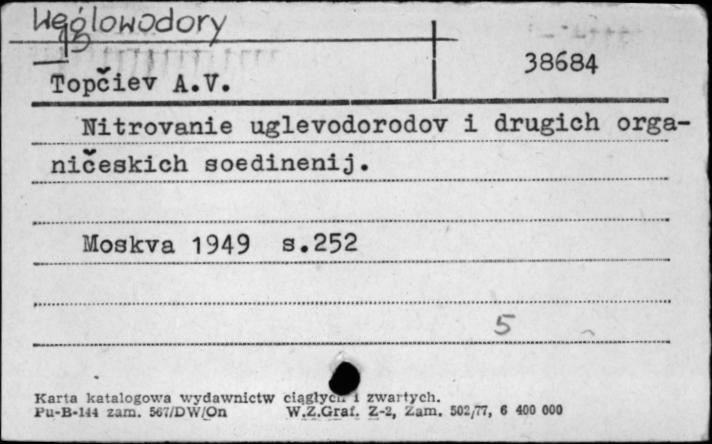 Węglowodory
38684
Topčiev A.V.
Nitrovanie uglevodorodov i drugich orga-
ničeskich soedinenij.
Moskva 1949 s.252
5
Karta katalogowa wydawnictw ciągłych i zwartych.
Pu-B-144 zam. 567/DW/On W.Z.Graf. Z-2, Zam. 502/77, 6 400 000